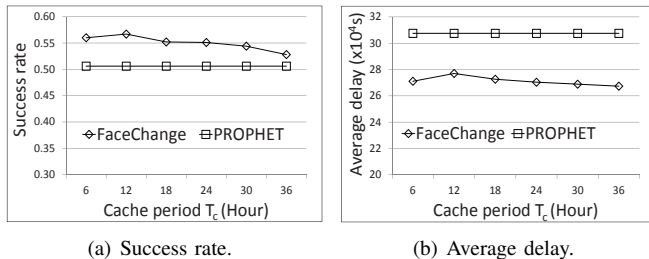 0.60
0.55
0.50
0.45
0.40
0.35
0.30
Success rate
FaceChange PROPHET
6 12 18 24 30 36
Cache period Tc (Hour)
(a) Success rate.
32
30
28
26
24
22
20
Average delay (x10⁴s)
FaceChange PROPHET
6 12 18 24 30 36
Cache period Tc (Hour)
(b) Average delay.